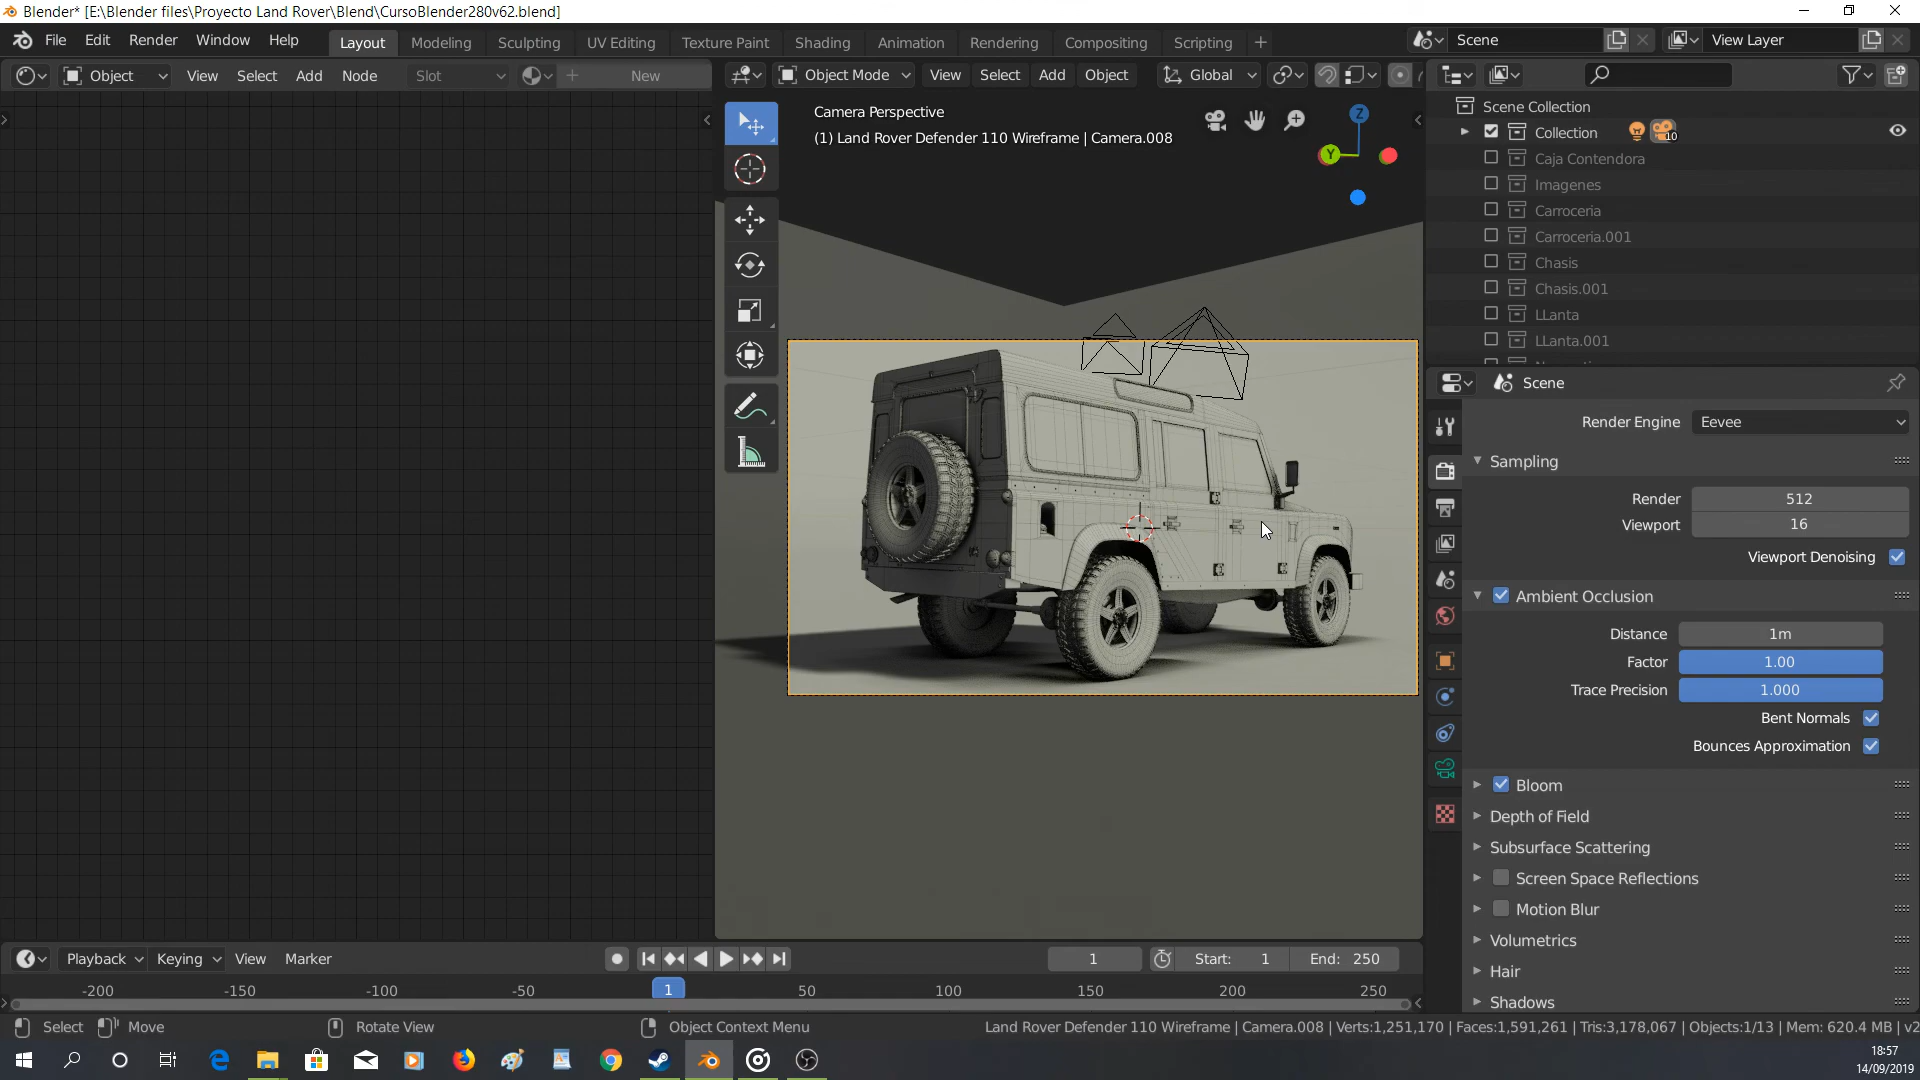 Blender* [E:\Blender files\Proyecto Land Rover\Blend\CursoBlender280v62.blend]
File Edit Render Window Help Layout Modeling Sculpting UV Editing Texture Paint Shading Animation Rendering Compositing Scripting + Scene View Layer
Object View Select Add Node Slot New
Object Mode View Select Add Object Global
Camera Perspective
(1) Land Rover Defender 110 Wireframe | Camera.008
Z
Y
Scene Collection
Collection 10
Caja Contendora
Imagenes
Carroceria
Carroceria.001
Chasis
Chasis.001
LLanta
LLanta.001
Scene
Render Engine Eevee
Sampling
Render 512
Viewport 16
Viewport Denoising
Ambient Occlusion
Distance 1m
Factor 1.00
Trace Precision 1.000
Bent Normals
Bounces Approximation
Bloom
Depth of Field
Subsurface Scattering
Screen Space Reflections
Motion Blur
Volumetrics
Hair
Shadows
Playback Keying View Marker 1 Start: 1 End: 250
-200 -150 -100 -50 1 50 100 150 200 250
Select Move Rotate View Object Context Menu Land Rover Defender 110 Wireframe | Camera.008 | Verts:1,251,170 | Faces:1,591,261 | Tris:3,178,067 | Objects:1/13 | Mem: 620.4 MB | v2
18:57
14/09/2019